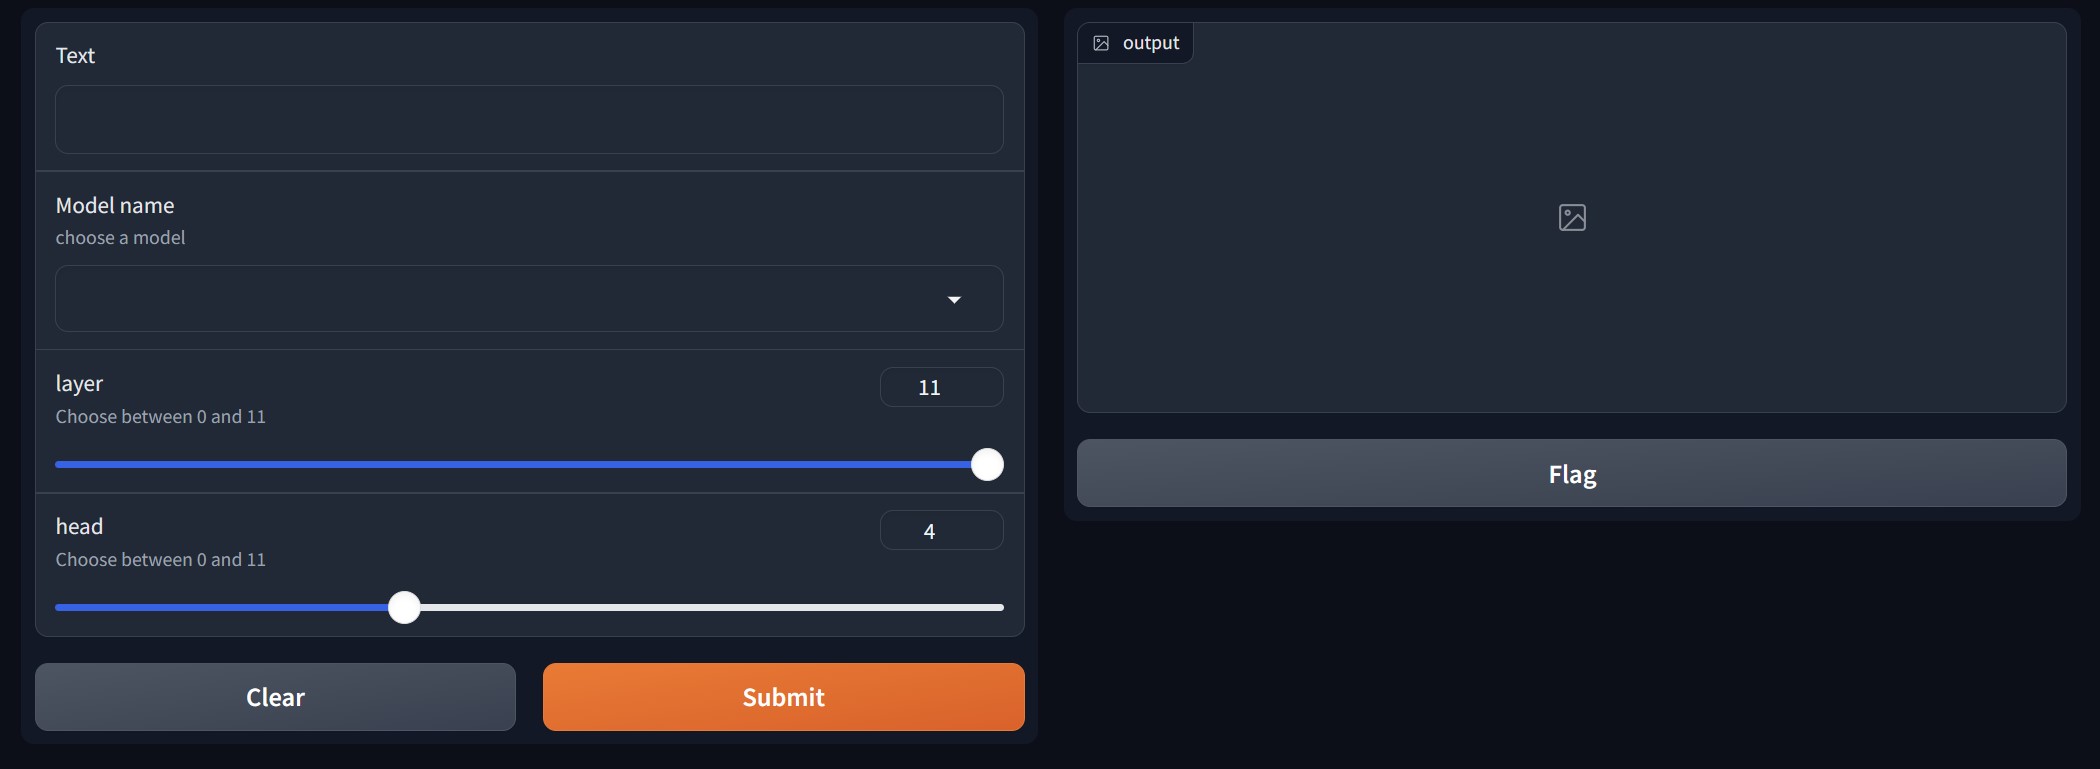 Text
Model name
choose a model
layer
11
Choose between 0 and 11
head
4
Choose between 0 and 11
Clear
Submit
output
Flag